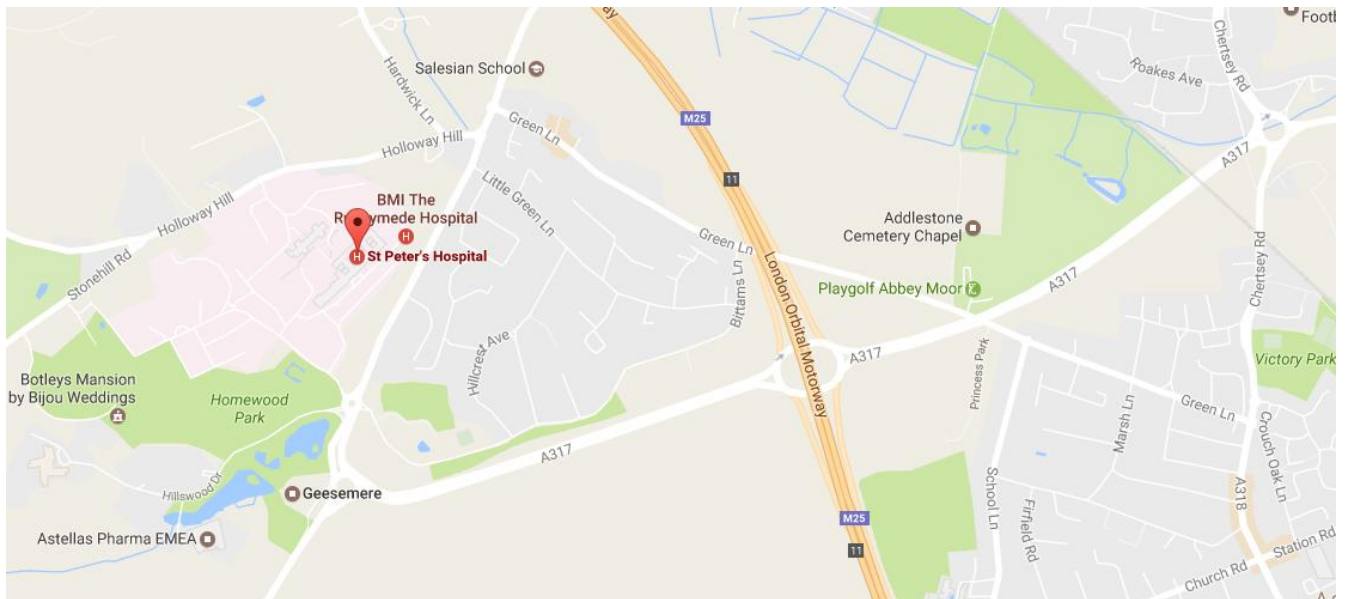 Footb
Salesian School
Chertsey Rd
Roakes Ave
Hardwick Ln
M25
Green Ln
Holloway Hill
A317
11
Little Green Ln
BMI The
Runnymede Hospital
Holloway Hill
Addlestone
Cemetery Chapel
Green Ln
St Peter's Hospital
Stonehill Rd
London Orbital Motorway
Chertsey Rd
Bittams Ln
Playgolf Abbey Moor
A317
Hillcrest Ave
A317
Princess Park
Victory Park
Botleys Mansion
by Bijou Weddings
Homewood
Park
Marsh Ln
Green Ln
Crouch Oak Ln
A317
Hillswood Dr
Geesemere
School Ln
Firfield Rd
A318
M25
Astellas Pharma EMEA
11
Station Rd
Church Rd